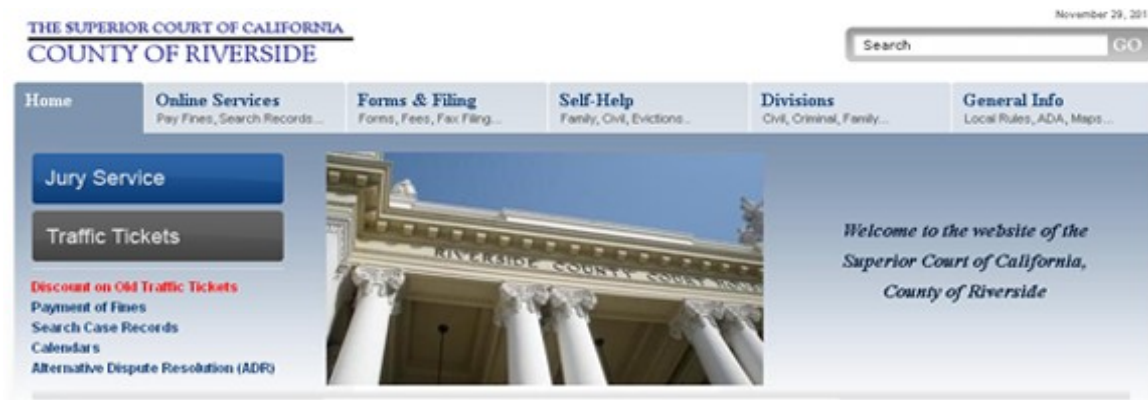 November 29, 201
THE SUPERIOR COURT OF CALIFORNIA
COUNTY OF RIVERSIDE
Search
GO
Home
Online Services
Pay Fines, Search Records...
Forms & Filing
Forms, Fees, Fax Filing...
Self-Help
Family, Civil, Evictions...
Divisions
Civil, Criminal, Family...
General Info
Local Rules, ADA, Maps...
Jury Service
Traffic Tickets
Discount on Old Traffic Tickets
Payment of Fines
Search Case Records
Calendars
Alternative Dispute Resolution (ADR)
RIVERSIDE COUNTY COURT HOUSE
Welcome to the website of the
Superior Court of California,
County of Riverside